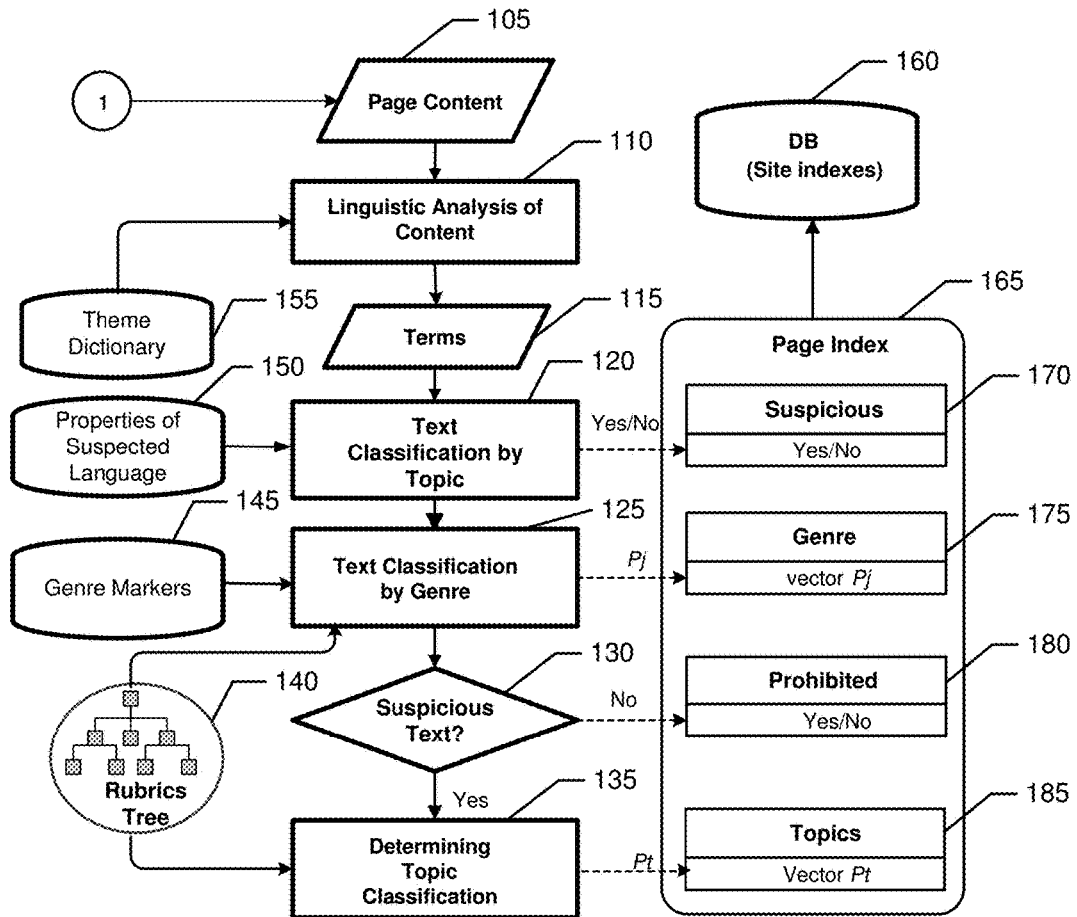 105
1
Page Content
160
DB
(Site indexes)
110
Linguistic Analysis of
Content
155
Theme
Dictionary
115
Terms
165
Page Index
150
Properties of
Suspected
Language
120
Text
Classification by
Topic
Yes/No
170
Suspicious
Yes/No
145
Genre Markers
125
Text Classification
by Genre
Pj
175
Genre
vector Pj
140
Rubrics
Tree
130
Suspicious
Text?
No
180
Prohibited
Yes/No
Yes
135
Determining
Topic
Classification
Pt
185
Topics
Vector Pt